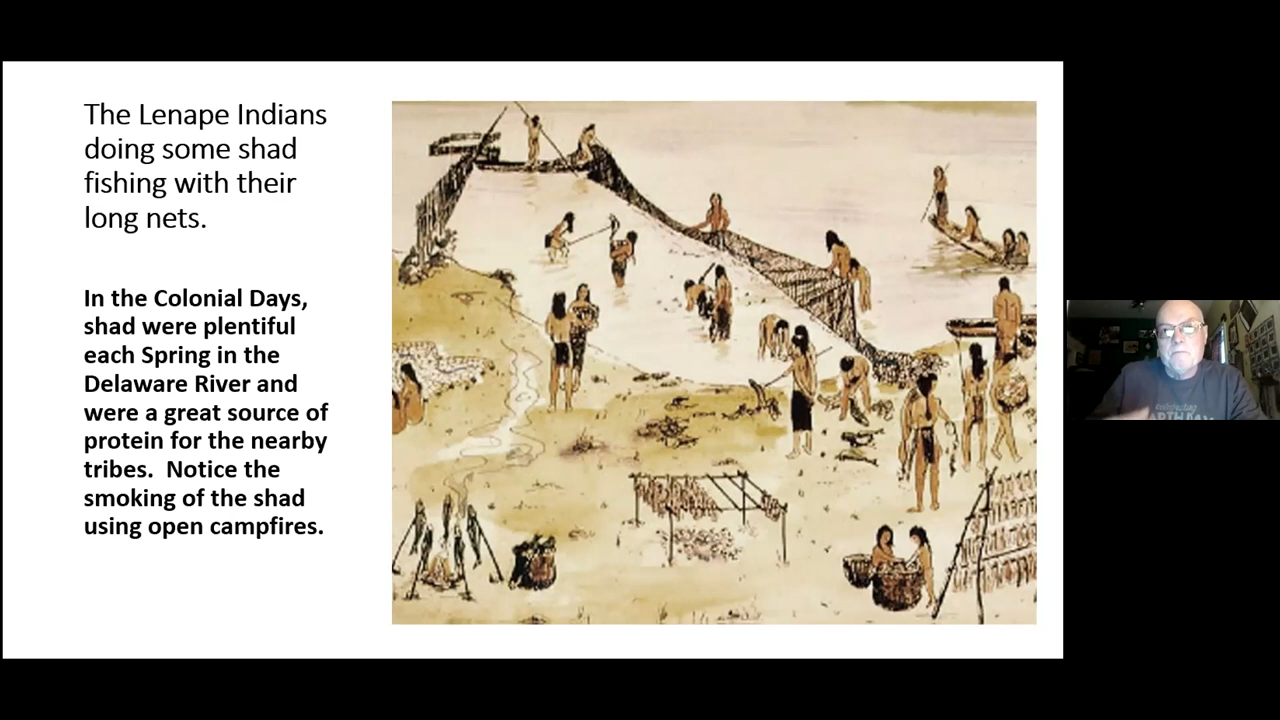 The Lenape Indians
doing some shad
fishing with their
long nets.
In the Colonial Days,
shad were plentiful
each Spring in the
Delaware River and
were a great source of
protein for the nearby
tribes.  Notice the
smoking of the shad
using open campfires.